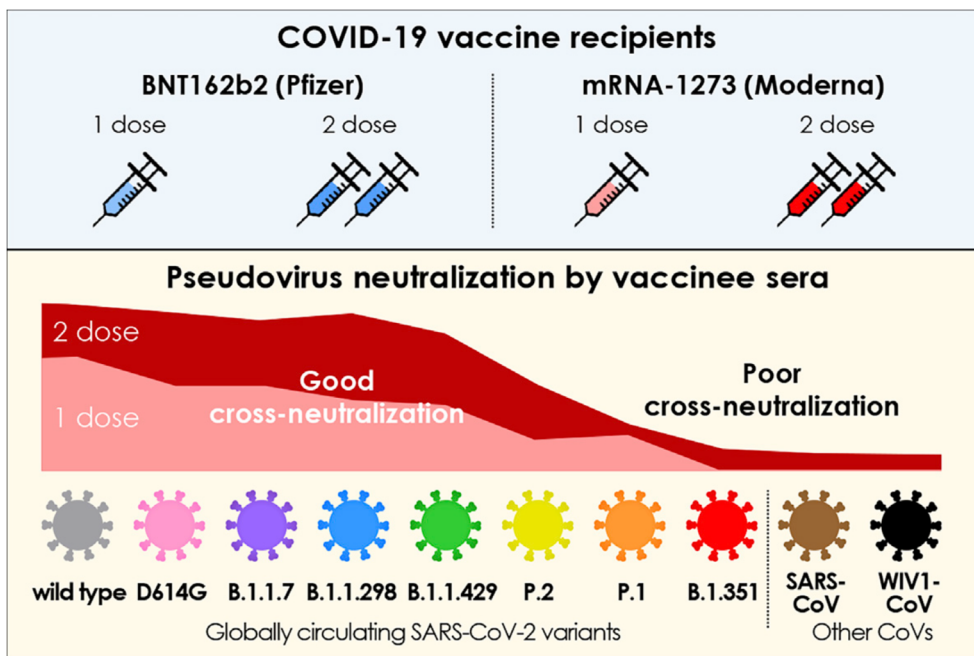 COVID-19 vaccine recipients
BNT162b2 (Pfizer)
mRNA-1273 (Moderna)
1 dose
2 dose
1 dose
2 dose
Pseudovirus neutralization by vaccinee sera
2 dose
1 dose
Good
cross-neutralization
Poor
cross-neutralization
wild type
D614G
B.1.1.7
B.1.1.298
B.1.1.429
P.2
P.1
B.1.351
SARS-
CoV
WIV1-
CoV
Globally circulating SARS-CoV-2 variants
Other CoVs